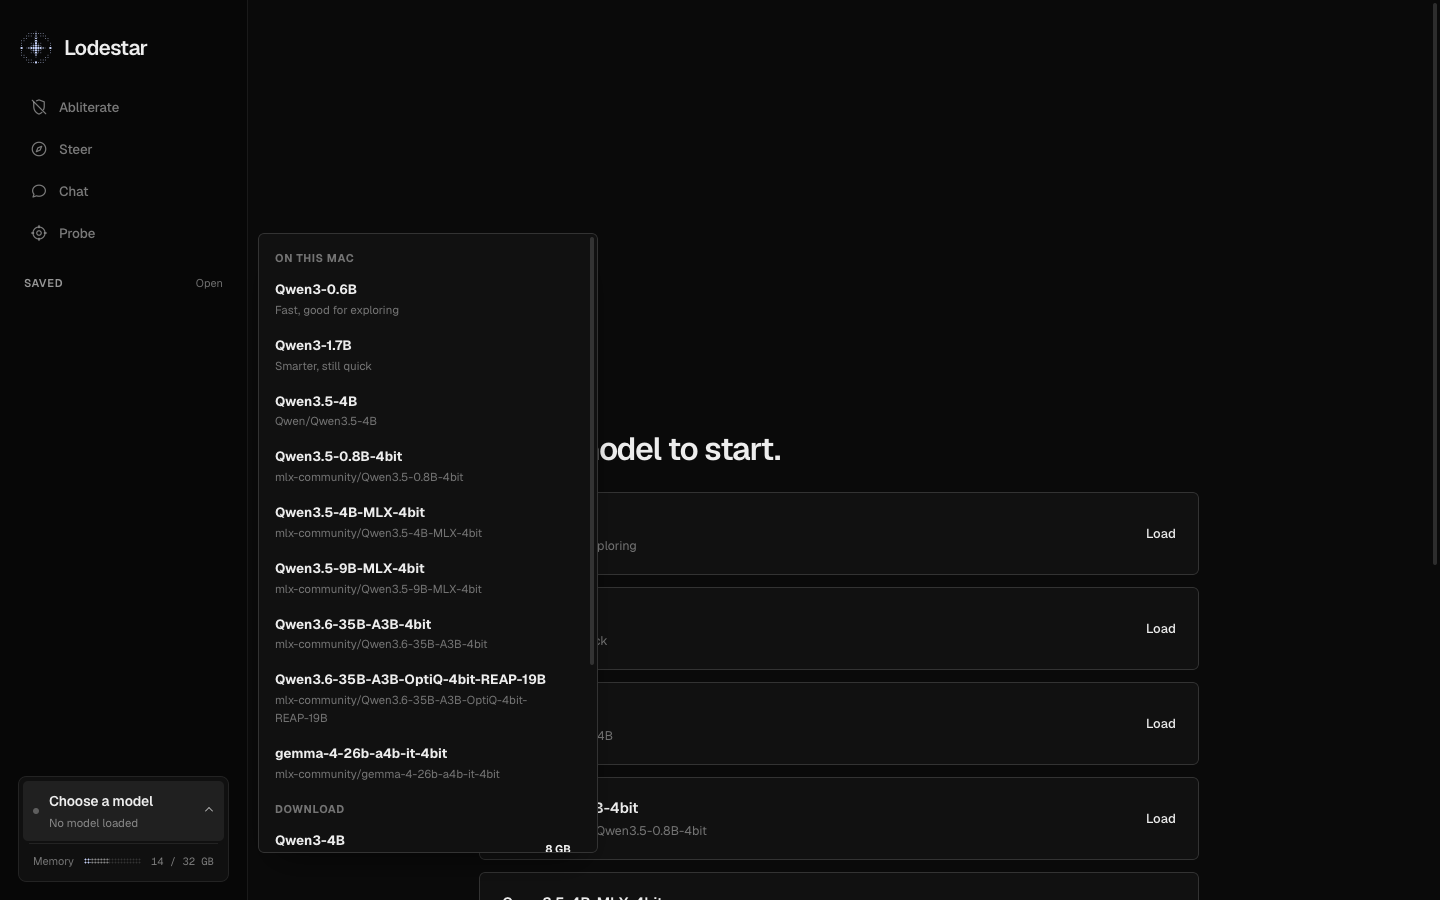 Lodestar
Abliterate
Steer
Chat
Probe
SAVED Open
ON THIS MAC
Qwen3-0.6B
Fast, good for exploring
Qwen3-1.7B
Smarter, still quick
Qwen3.5-4B
Qwen/Qwen3.5-4B
Qwen3.5-0.8B-4bit
mlx-community/Qwen3.5-0.8B-4bit
Qwen3.5-4B-MLX-4bit
mlx-community/Qwen3.5-4B-MLX-4bit
Qwen3.5-9B-MLX-4bit
mlx-community/Qwen3.5-9B-MLX-4bit
Qwen3.6-35B-A3B-4bit
mlx-community/Qwen3.6-35B-A3B-4bit
Qwen3.6-35B-A3B-OptiQ-4bit-REAP-19B
mlx-community/Qwen3.6-35B-A3B-OptiQ-4bit-
REAP-19B
gemma-4-26b-a4b-it-4bit
mlx-community/gemma-4-26b-a4b-it-4bit
DOWNLOAD
Qwen3-4B 8 GB
to start.
Load
Load
Load
4B
Load
Qwen3.5-0.8B-4bit
Choose a model
No model loaded
Memory 14 / 32 GB